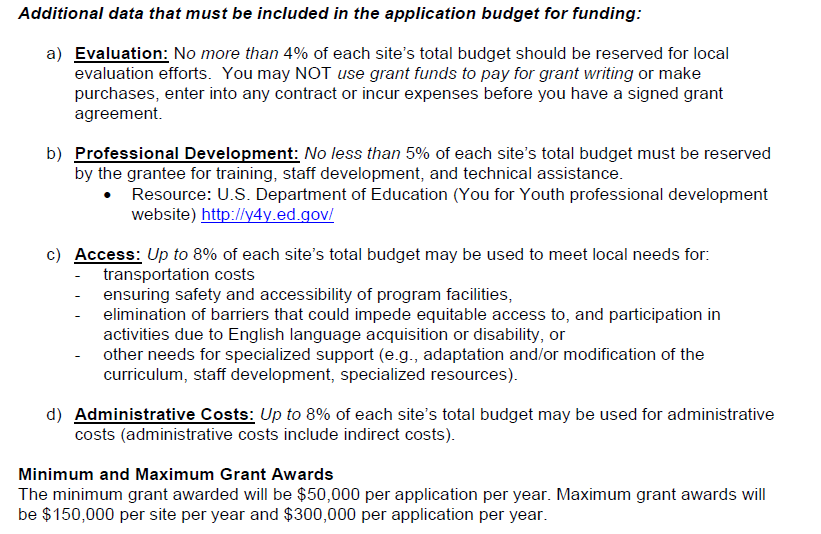 Additional data that must be included in the application budget for funding:
a) Evaluation: No more than 4% of each site's total budget should be reserved for local
evaluation efforts. You may NOT use grant funds to pay for grant writing or make
purchases, enter into any contract or incur expenses before you have a signed grant
agreement.
b) Professional Development: No less than 5% of each site's total budget must be reserved
by the grantee for training, staff development, and technical assistance.
• Resource: U.S. Department of Education (You for Youth professional development
website) http://y4y.ed.gov/
c) Access: Up to 8% of each site's total budget may be used to meet local needs for:
- transportation costs
- ensuring safety and accessibility of program facilities,
- elimination of barriers that could impede equitable access to, and participation in
activities due to English language acquisition or disability, or
- other needs for specialized support (e.g., adaptation and/or modification of the
curriculum, staff development, specialized resources).
d) Administrative Costs: Up to 8% of each site's total budget may be used for administrative
costs (administrative costs include indirect costs).
Minimum and Maximum Grant Awards
The minimum grant awarded will be $50,000 per application per year. Maximum grant awards will
be $150,000 per site per year and $300,000 per application per year.